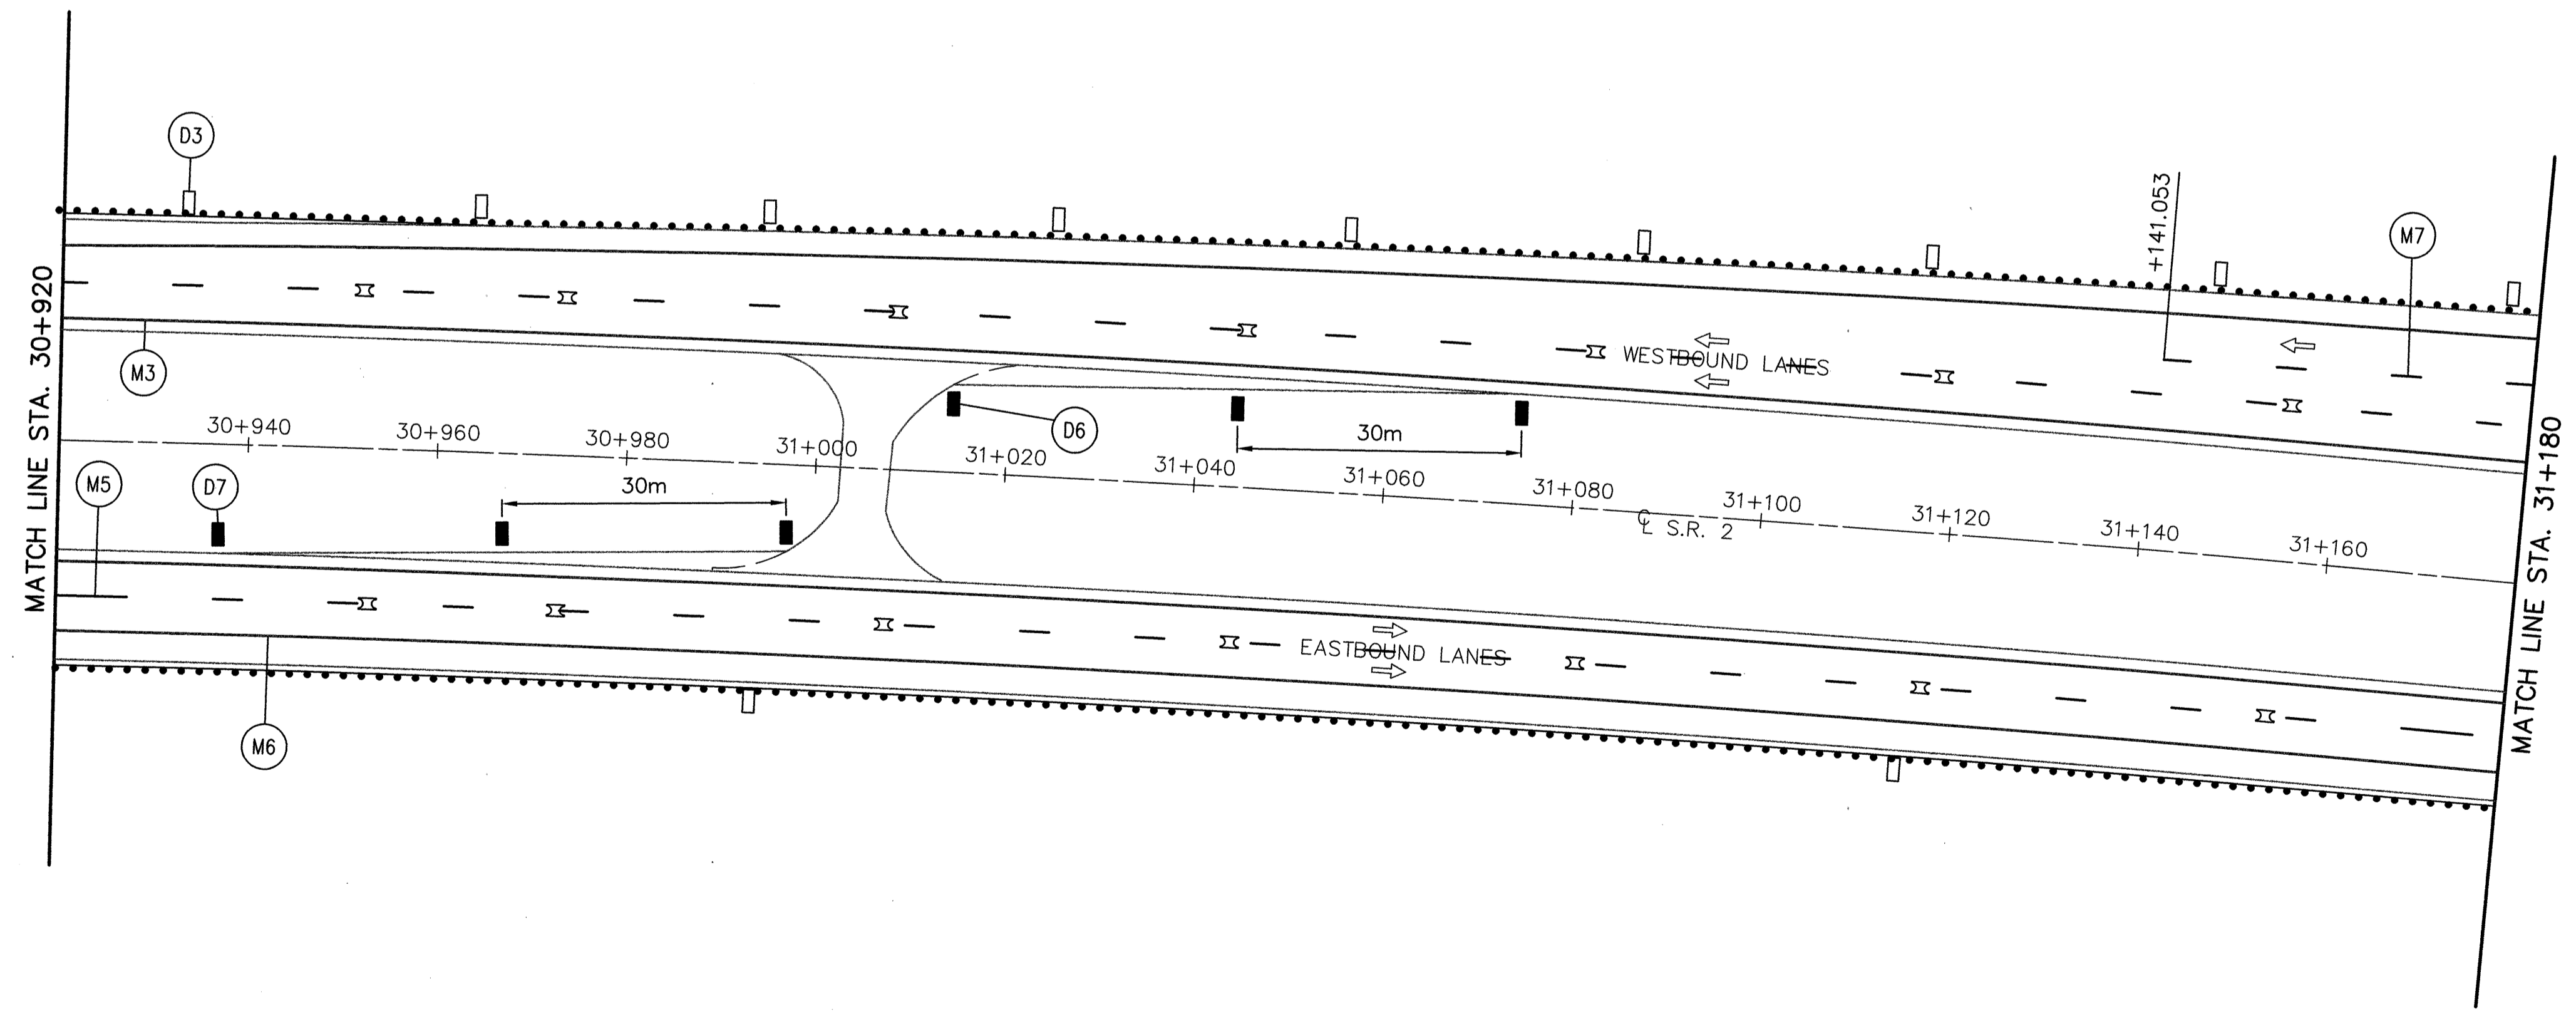 D3
+141.053
M7
MATCH LINE STA. 30+920
WESTBOUND LANES
M3
D6
30m
30+940
30+960
30+980
31+000
31+020
31+040
31+060
31+080
31+100
31+120
31+140
31+160
℄ S.R. 2
M5
D7
30m
MATCH LINE STA. 31+180
EASTBOUND LANES
M6